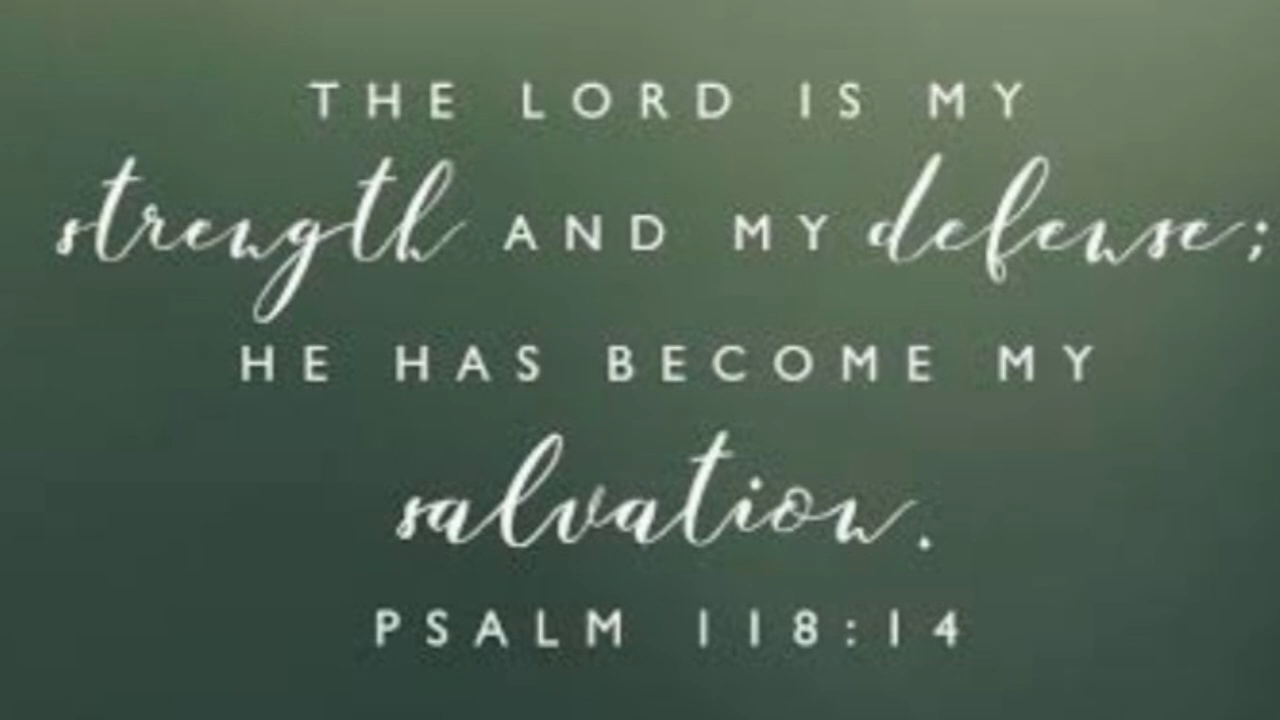 THE LORD IS MY
strength AND MY defense;
HE HAS BECOME MY
salvation.
PSALM 118:14